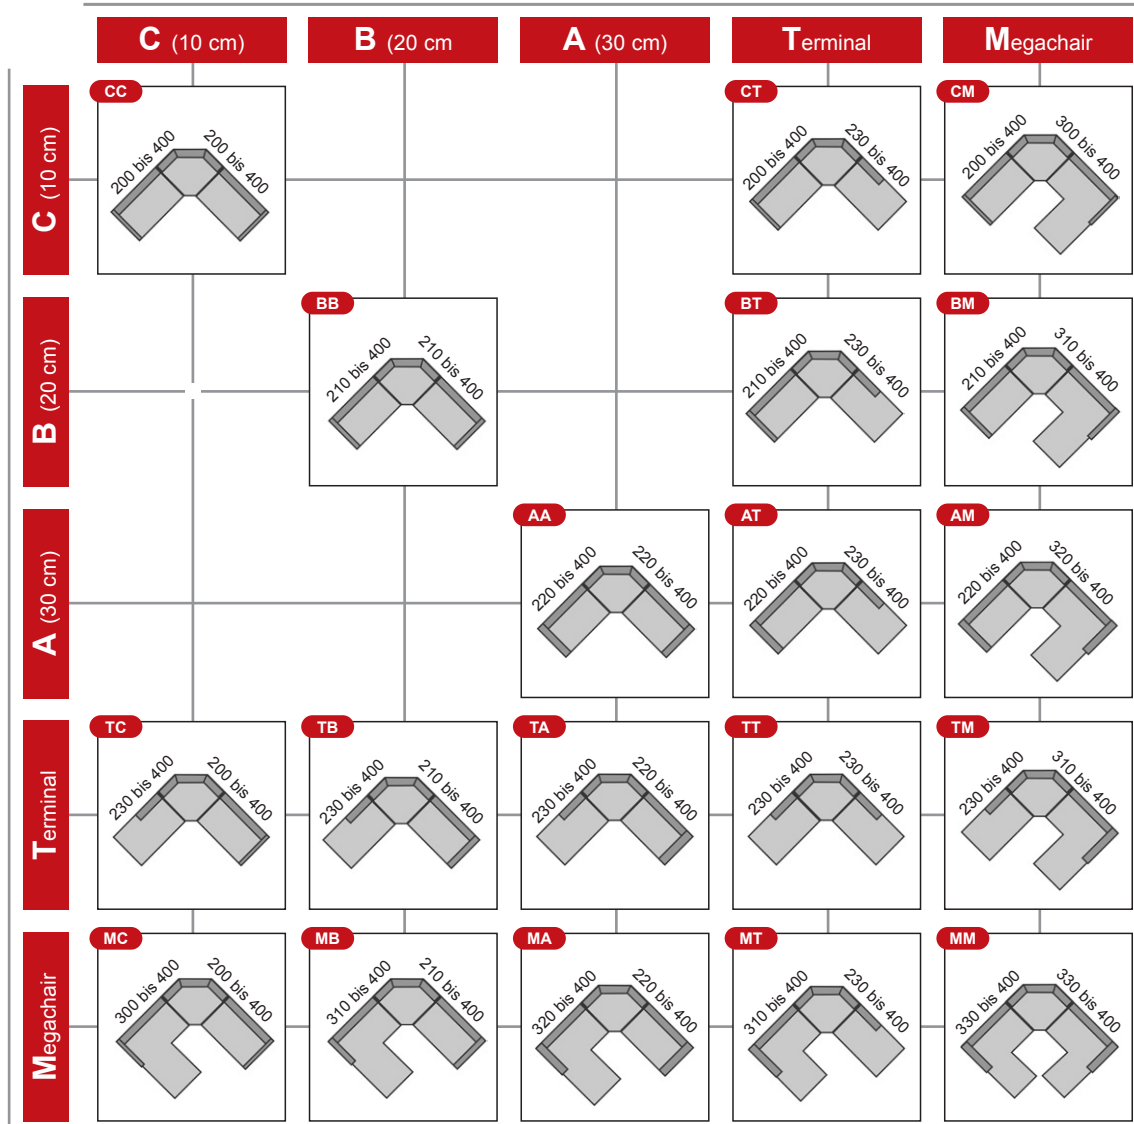 C (10 cm)
B (20 cm
A (30 cm)
Terminal
Megachair
C (10 cm)
CC
200 bis 400
200 bis 400
CT
200 bis 400
230 bis 400
CM
200 bis 400
300 bis 400
B (20 cm)
BB
210 bis 400
210 bis 400
BT
210 bis 400
230 bis 400
BM
210 bis 400
310 bis 400
A (30 cm)
AA
220 bis 400
220 bis 400
AT
220 bis 400
230 bis 400
AM
220 bis 400
320 bis 400
Terminal
TC
230 bis 400
200 bis 400
TB
230 bis 400
210 bis 400
TA
230 bis 400
220 bis 400
TT
230 bis 400
230 bis 400
TM
230 bis 400
310 bis 400
Megachair
MC
300 bis 400
200 bis 400
MB
310 bis 400
210 bis 400
MA
320 bis 400
220 bis 400
MT
310 bis 400
230 bis 400
MM
330 bis 400
330 bis 400